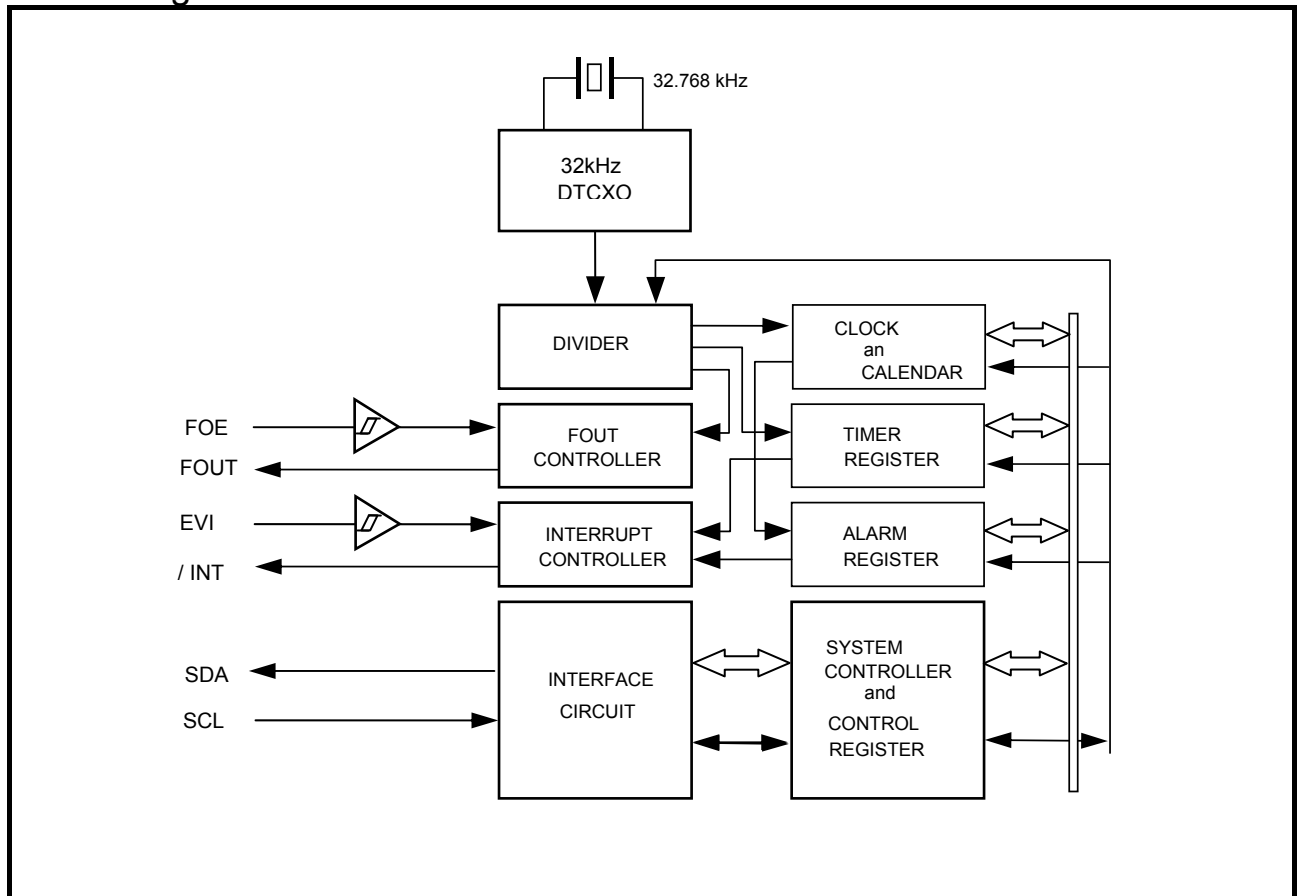 32.768 kHz
32kHz
DTCXO
DIVIDER
CLOCK
an
CALENDAR
FOE
FOUT
FOUT
CONTROLLER
TIMER
REGISTER
EVI
/ INT
INTERRUPT
CONTROLLER
ALARM
REGISTER
SDA
SCL
INTERFACE
CIRCUIT
SYSTEM
CONTROLLER
and
CONTROL
REGISTER